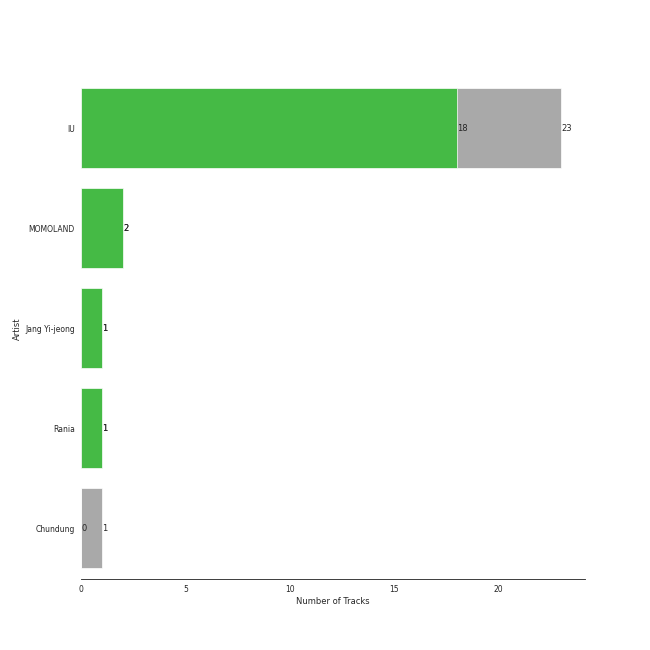 IU
18
23
MOMOLAND
2
Jang Yi-jeong
1
Rania
1
Chundung
0
1
0
5
10
15
20
Number of Tracks
Artist